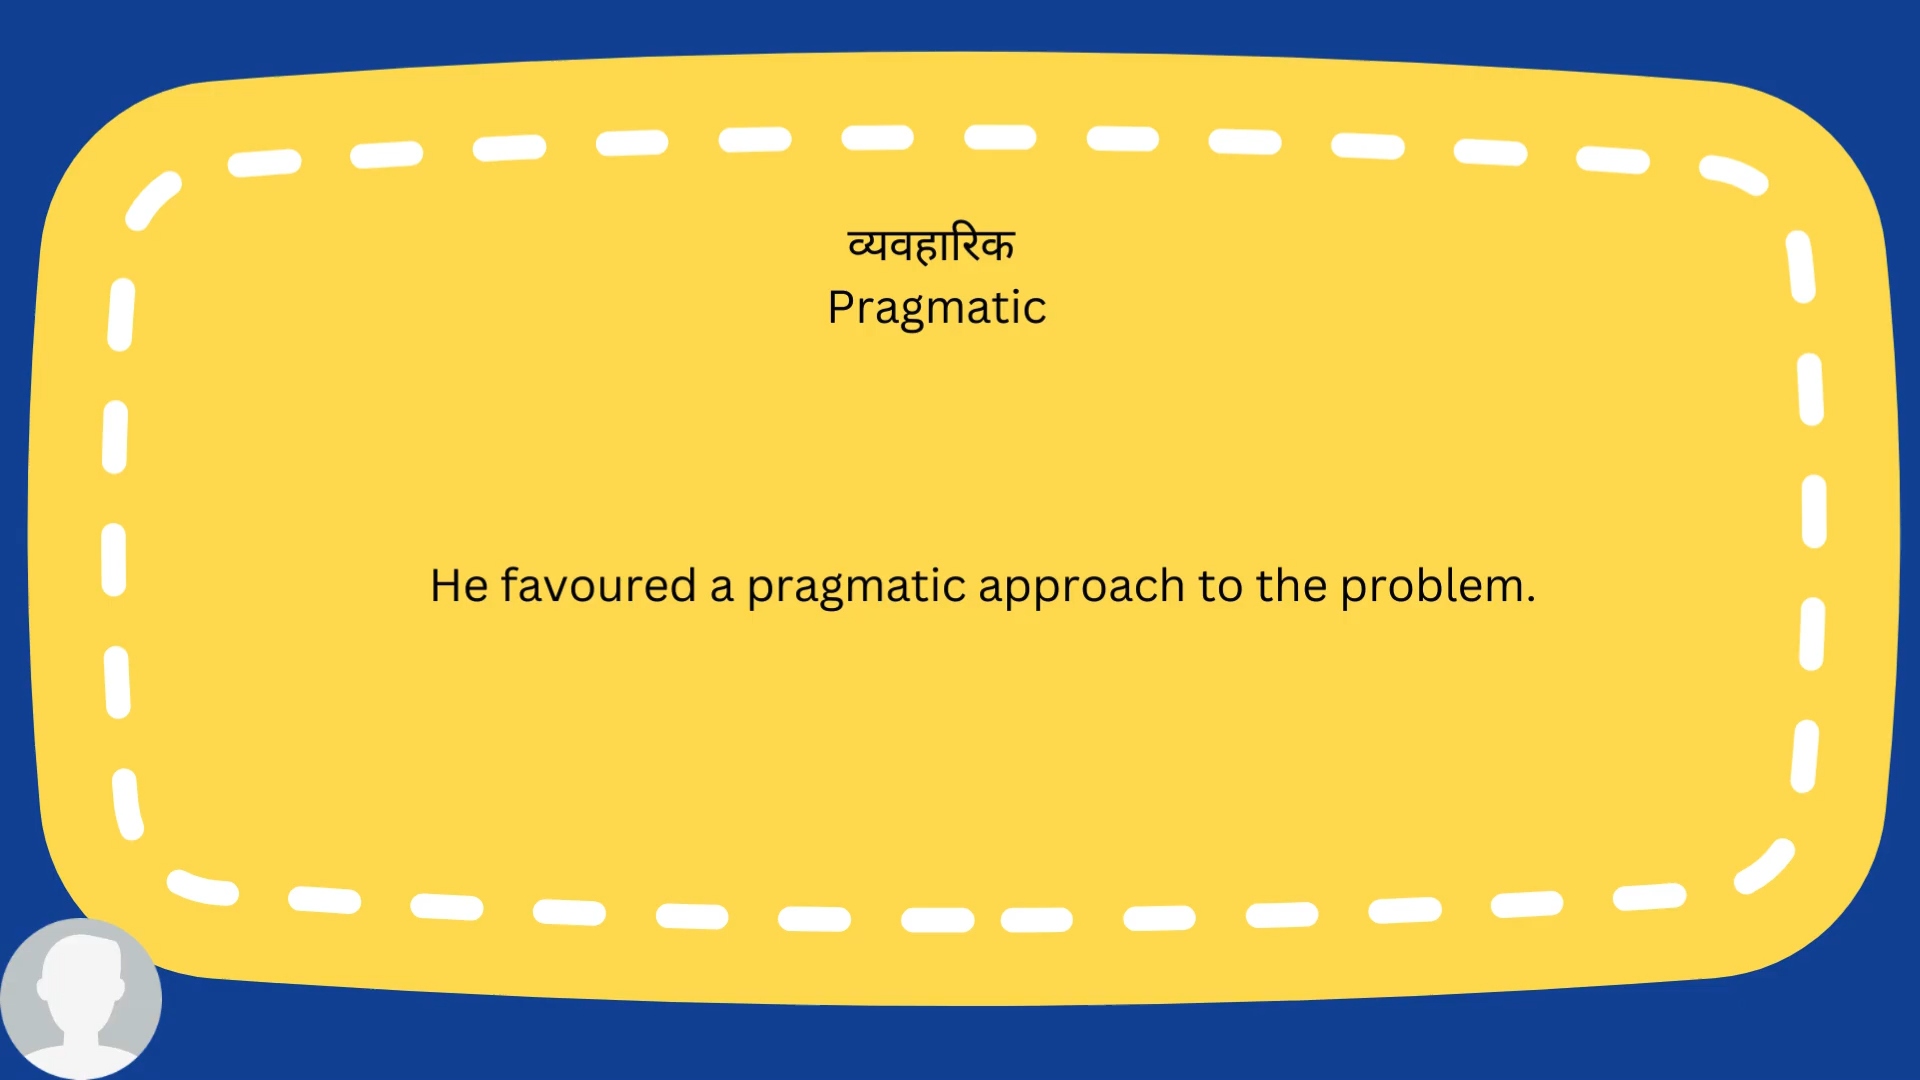 व्यवहारिक
Pragmatic
He favoured a pragmatic approach to the problem.